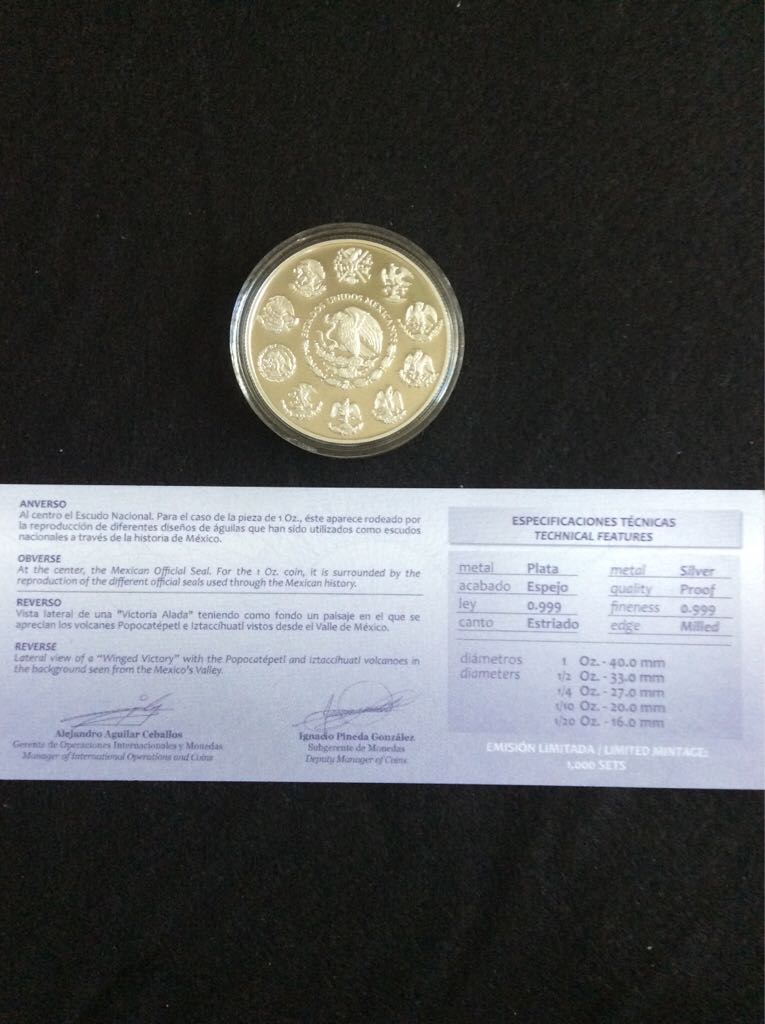 ESTADOS UNIDOS MEXICANOS
ANVERSO
Al centro el Escudo Nacional. Para el caso de la pieza de 1 Oz., éste aparece rodeado por
la reproducción de diferentes diseños de águilas que han sido utilizados como escudos
nacionales a través de la historia de México.
OBVERSE
At the center, the Mexican Official Seal. For the 1 Oz. coin, it is surrounded by the
reproduction of the different official seals used through the Mexican history.
REVERSO
Vista lateral de una "Victoria Alada" teniendo como fondo un paisaje en el que se
aprecian los volcanes Popocatépetl e Iztaccíhuatl vistos desde el Valle de México.
REVERSE
Lateral view of a "Winged Victory" with the Popocatépetl and Iztaccíhuatl volcanoes in
the background seen from the Mexico's Valley.
Alejandro Aguilar Ceballos
Gerente de Operaciones Internacionales y Monedas
Manager of International Operations and Coins
Ignacio Pineda González
Subgerente de Monedas
Deputy Manager of Coins
ESPECIFICACIONES TÉCNICAS
TECHNICAL FEATURES
metal Plata metal Silver
acabado Espejo quality Proof
ley 0.999 fineness 0.999
canto Estriado edge Milled
diámetros 1 Oz. - 40.0 mm
diameters 1/2 Oz. - 33.0 mm
1/4 Oz. - 27.0 mm
1/10 Oz. - 20.0 mm
1/20 Oz. - 16.0 mm
EMISIÓN LIMITADA / LIMITED MINTAGE:
1,000 SETS